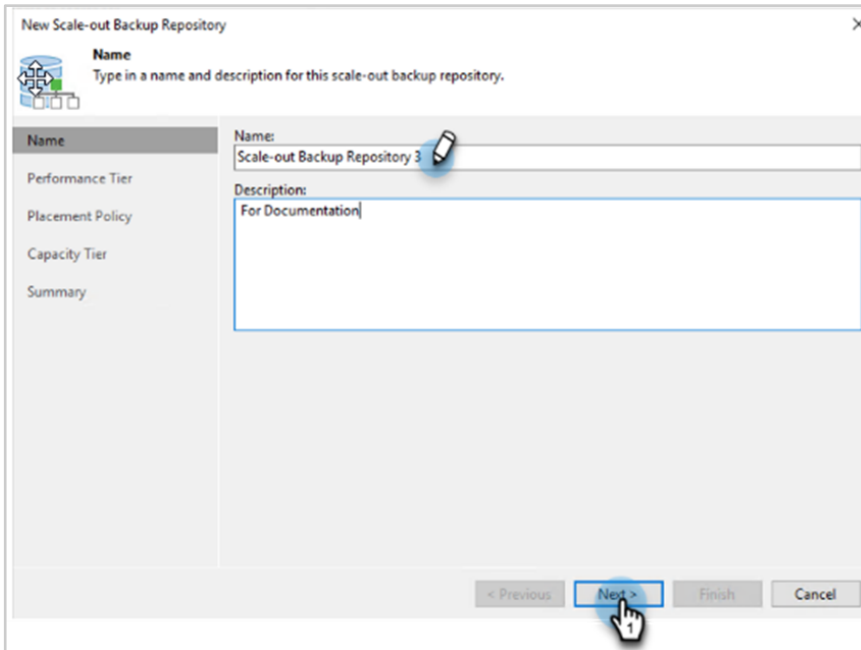 New Scale-out Backup Repository
Name
Type in a name and description for this scale-out backup repository.
Name
Performance Tier
Placement Policy
Capacity Tier
Summary
Name:
Scale-out Backup Repository 3
Description:
For Documentation
< Previous
Next >
Finish
Cancel
1